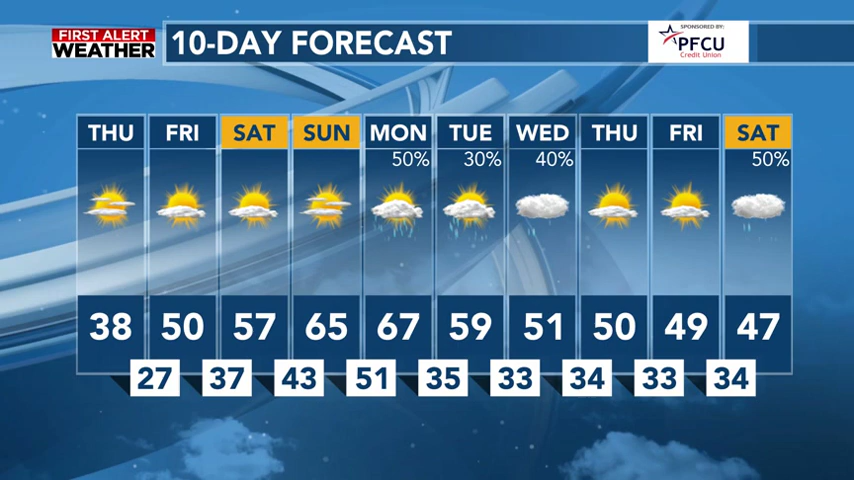 FIRST ALERT
WEATHER
10-DAY FORECAST
SPONSORED BY:
PFCU
Credit Union
THU FRI SAT SUN MON TUE WED THU FRI SAT
50% 30% 40% 50%
38 50 57 65 67 59 51 50 49 47
27 37 43 51 35 33 34 33 34